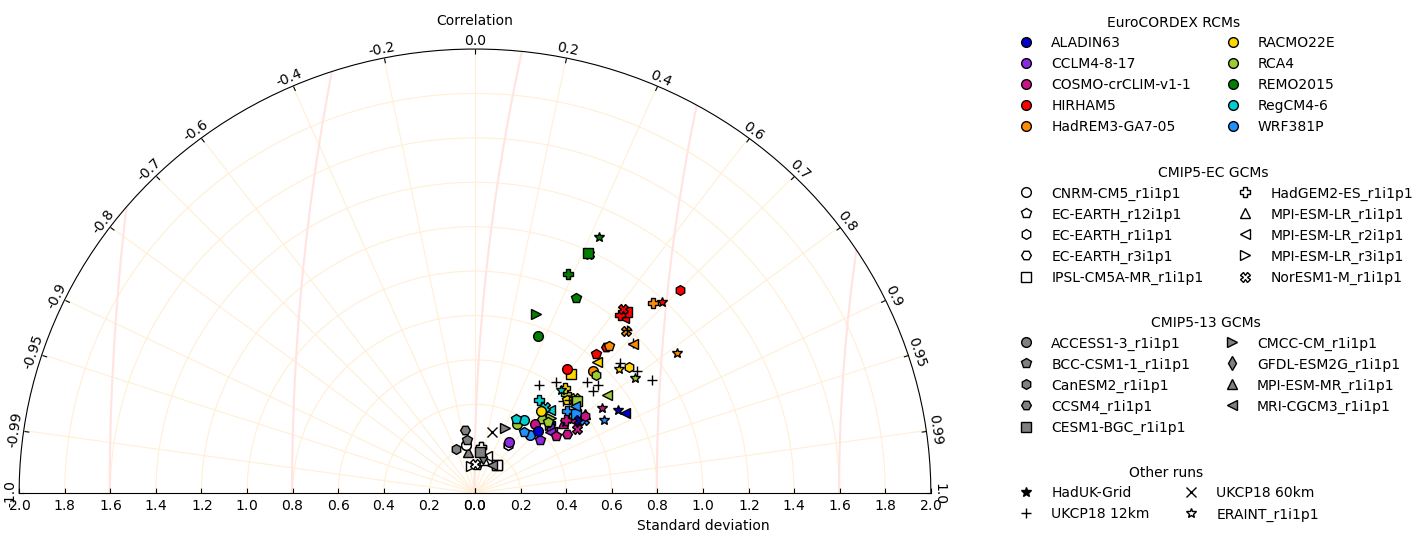 Correlation
0.0
-0.2
0.2
-0.4
0.4
-0.6
0.6
-0.7
0.7
-0.8
0.8
-0.9
0.9
-0.95
0.95
-0.99
0.99
-1.0
1.0
2.0 1.8 1.6 1.4 1.2 1.0 0.8 0.6 0.4 0.2 0.0 0.2 0.4 0.6 0.8 1.0 1.2 1.4 1.6 1.8 2.0
Standard deviation
EuroCORDEX RCMs
ALADIN63 RACMO22E
CCLM4-8-17 RCA4
COSMO-crCLIM-v1-1 REMO2015
HIRHAM5 RegCM4-6
HadREM3-GA7-05 WRF381P
CMIP5-EC GCMs
CNRM-CM5_r1i1p1 HadGEM2-ES_r1i1p1
EC-EARTH_r12i1p1 MPI-ESM-LR_r1i1p1
EC-EARTH_r1i1p1 MPI-ESM-LR_r2i1p1
EC-EARTH_r3i1p1 MPI-ESM-LR_r3i1p1
IPSL-CM5A-MR_r1i1p1 NorESM1-M_r1i1p1
CMIP5-13 GCMs
ACCESS1-3_r1i1p1 CMCC-CM_r1i1p1
BCC-CSM1-1_r1i1p1 GFDL-ESM2G_r1i1p1
CanESM2_r1i1p1 MPI-ESM-MR_r1i1p1
CCSM4_r1i1p1 MRI-CGCM3_r1i1p1
CESM1-BGC_r1i1p1
Other runs
HadUK-Grid UKCP18 60km
UKCP18 12km ERAINT_r1i1p1